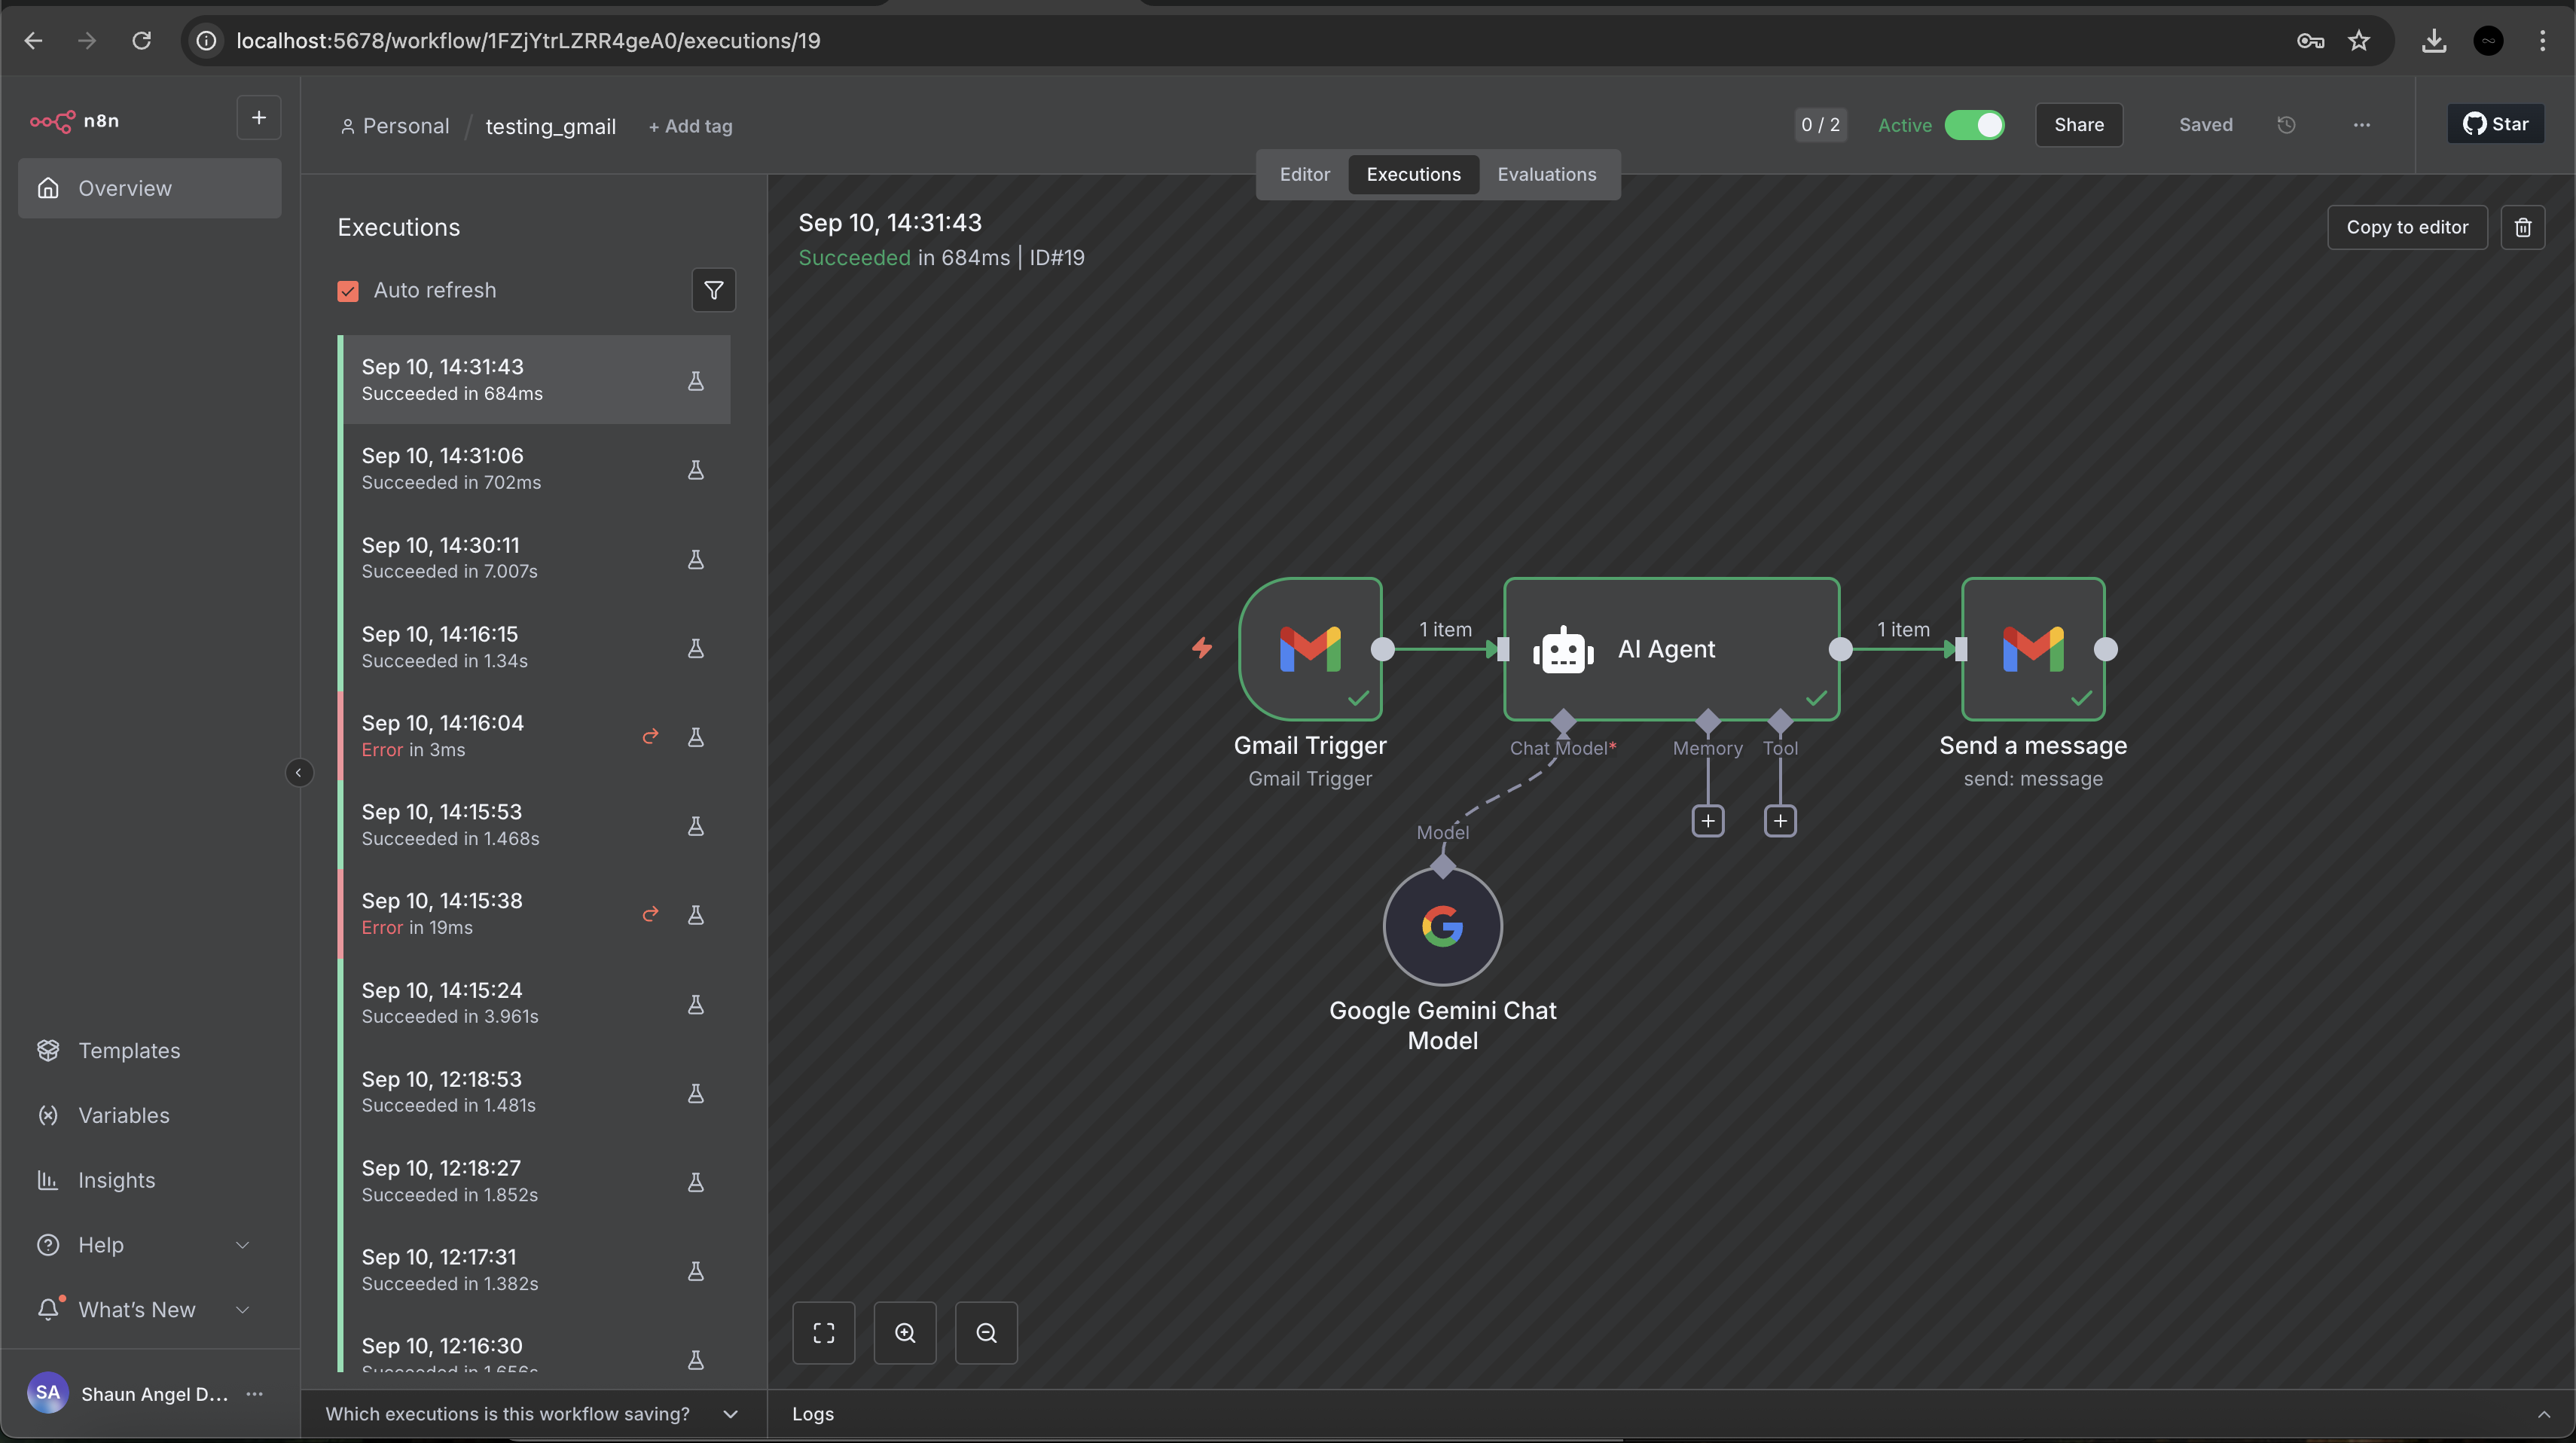 localhost:5678/workflow/1FZjYtrLZRR4geA0/executions/19
n8n
Personal / testing_gmail + Add tag
0 / 2 Active Share Saved Star
Overview
Editor Executions Evaluations
Executions
Auto refresh
Sep 10, 14:31:43
Succeeded in 684ms
Sep 10, 14:31:06
Succeeded in 702ms
Sep 10, 14:30:11
Succeeded in 7.007s
Sep 10, 14:16:15
Succeeded in 1.34s
Sep 10, 14:16:04
Error in 3ms
Sep 10, 14:15:53
Succeeded in 1.468s
Sep 10, 14:15:38
Error in 19ms
Sep 10, 14:15:24
Succeeded in 3.961s
Sep 10, 12:18:53
Succeeded in 1.481s
Sep 10, 12:18:27
Succeeded in 1.852s
Sep 10, 12:17:31
Succeeded in 1.382s
Sep 10, 12:16:30
Succeeded in 1.656s
Which executions is this workflow saving?
Sep 10, 14:31:43
Succeeded in 684ms | ID#19
Copy to editor
1 item
1 item
AI Agent
Gmail Trigger
Gmail Trigger
Chat Model*
Memory
Tool
Send a message
send: message
Model
Google Gemini Chat
Model
Logs
Templates
Variables
Insights
Help
What's New
SA
Shaun Angel D...